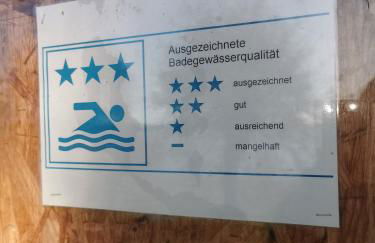 Ausgezeichnete
Badegewässerqualität
ausgezeichnet
gut
ausreichend
mangelhaft